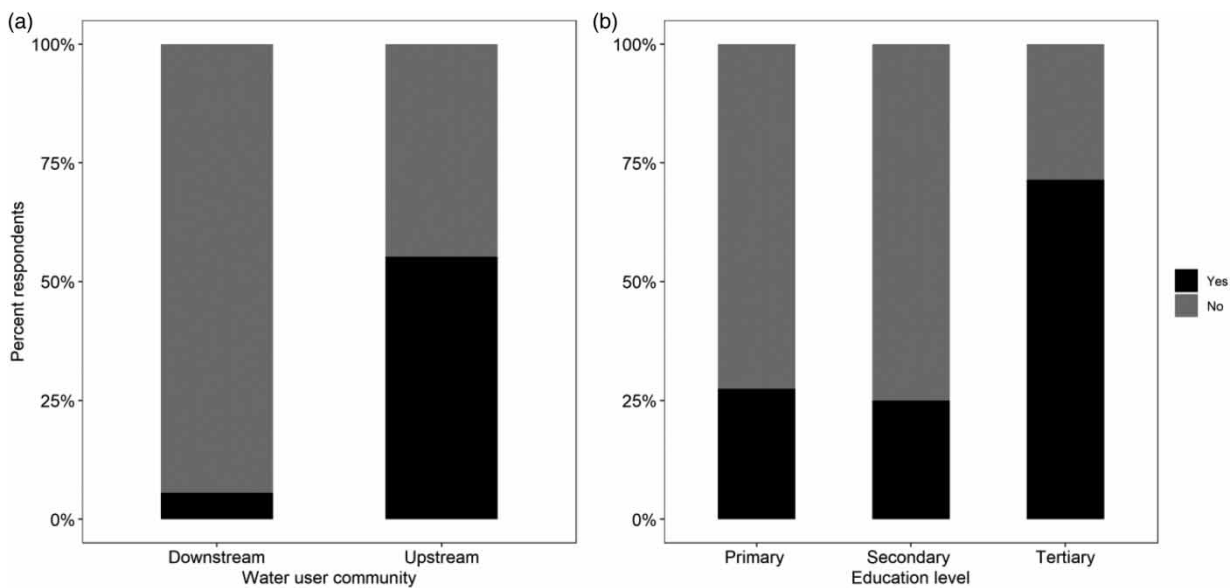 (a)
Percent respondents
100%
75%
50%
25%
0%
Downstream
Upstream
Water user community
(b)
100%
75%
50%
25%
0%
Primary
Secondary
Tertiary
Education level
Yes
No